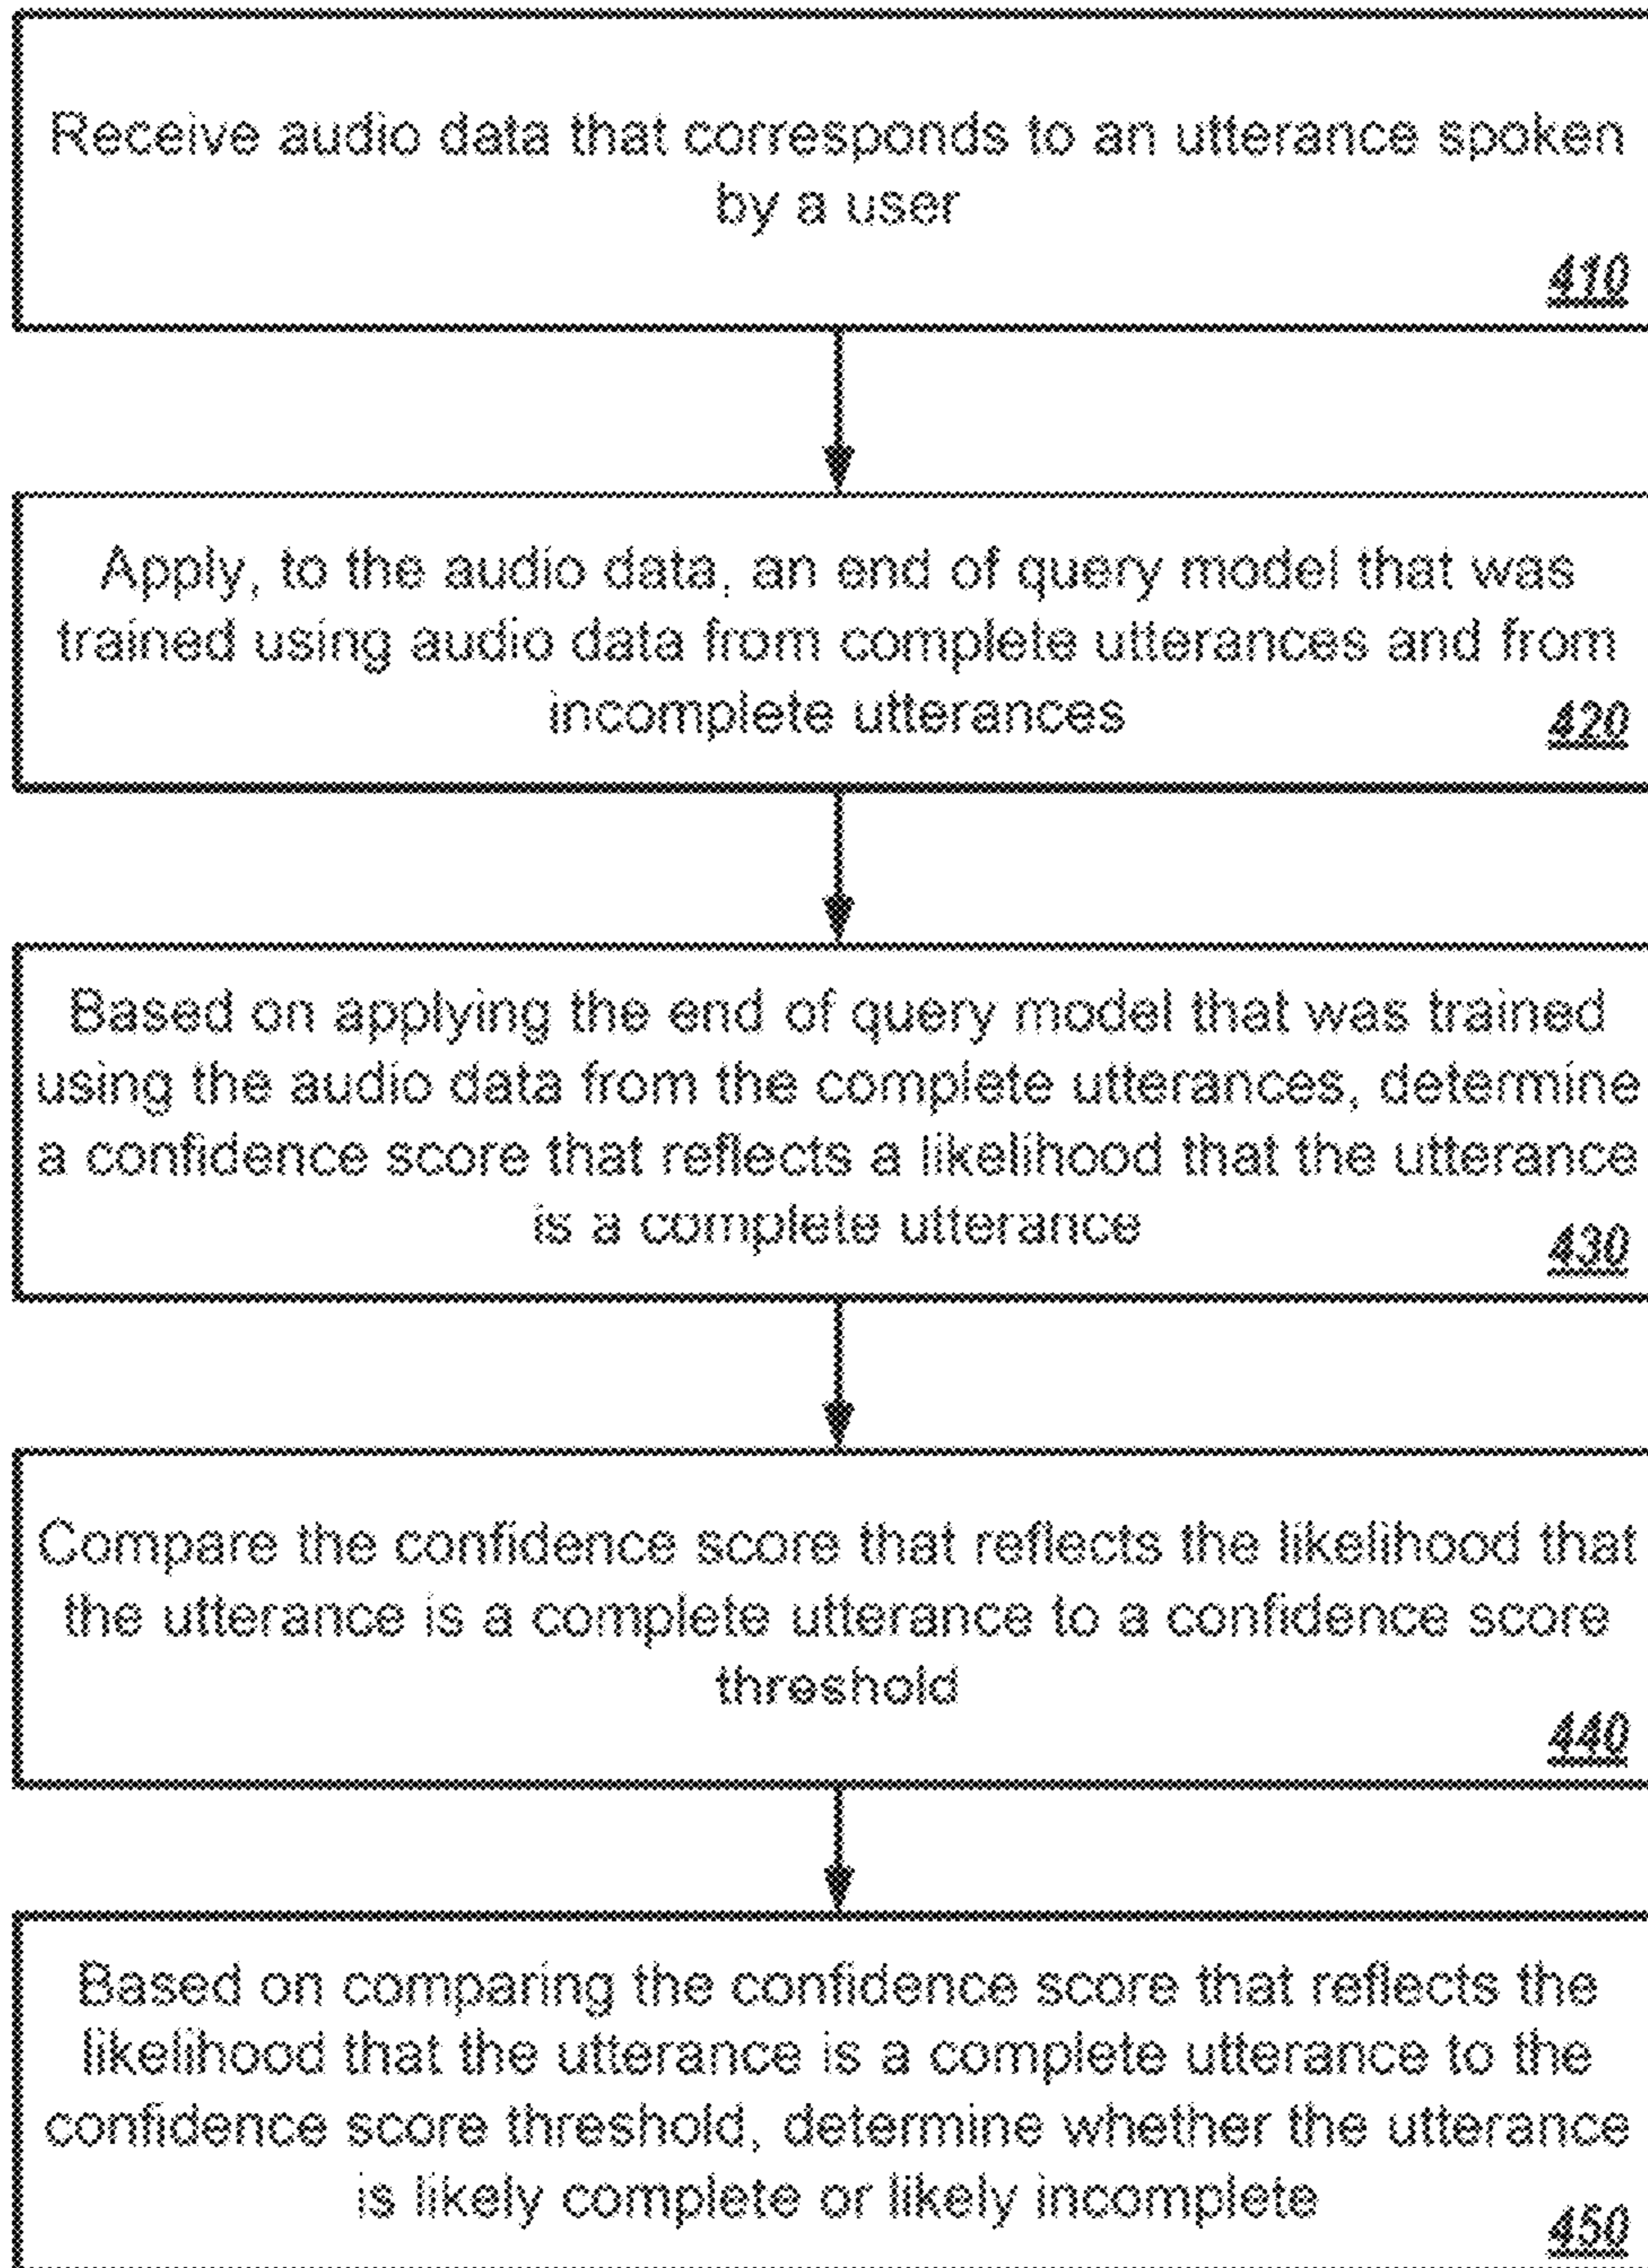 Receive audio data that corresponds to an utterance spoken
by a user
410
Apply, to the audio data, an end of query model that was
trained using audio data from complete utterances and from
incomplete utterances
420
Based on applying the end of query model that was trained
using the audio data from the complete utterances, determine
a confidence score that reflects a likelihood that the utterance
is a complete utterance
430
Compare the confidence score that reflects the likelihood that
the utterance is a complete utterance to a confidence score
threshold
440
Based on comparing the confidence score that reflects the
likelihood that the utterance is a complete utterance to the
confidence score threshold, determine whether the utterance
is likely complete or likely incomplete
450